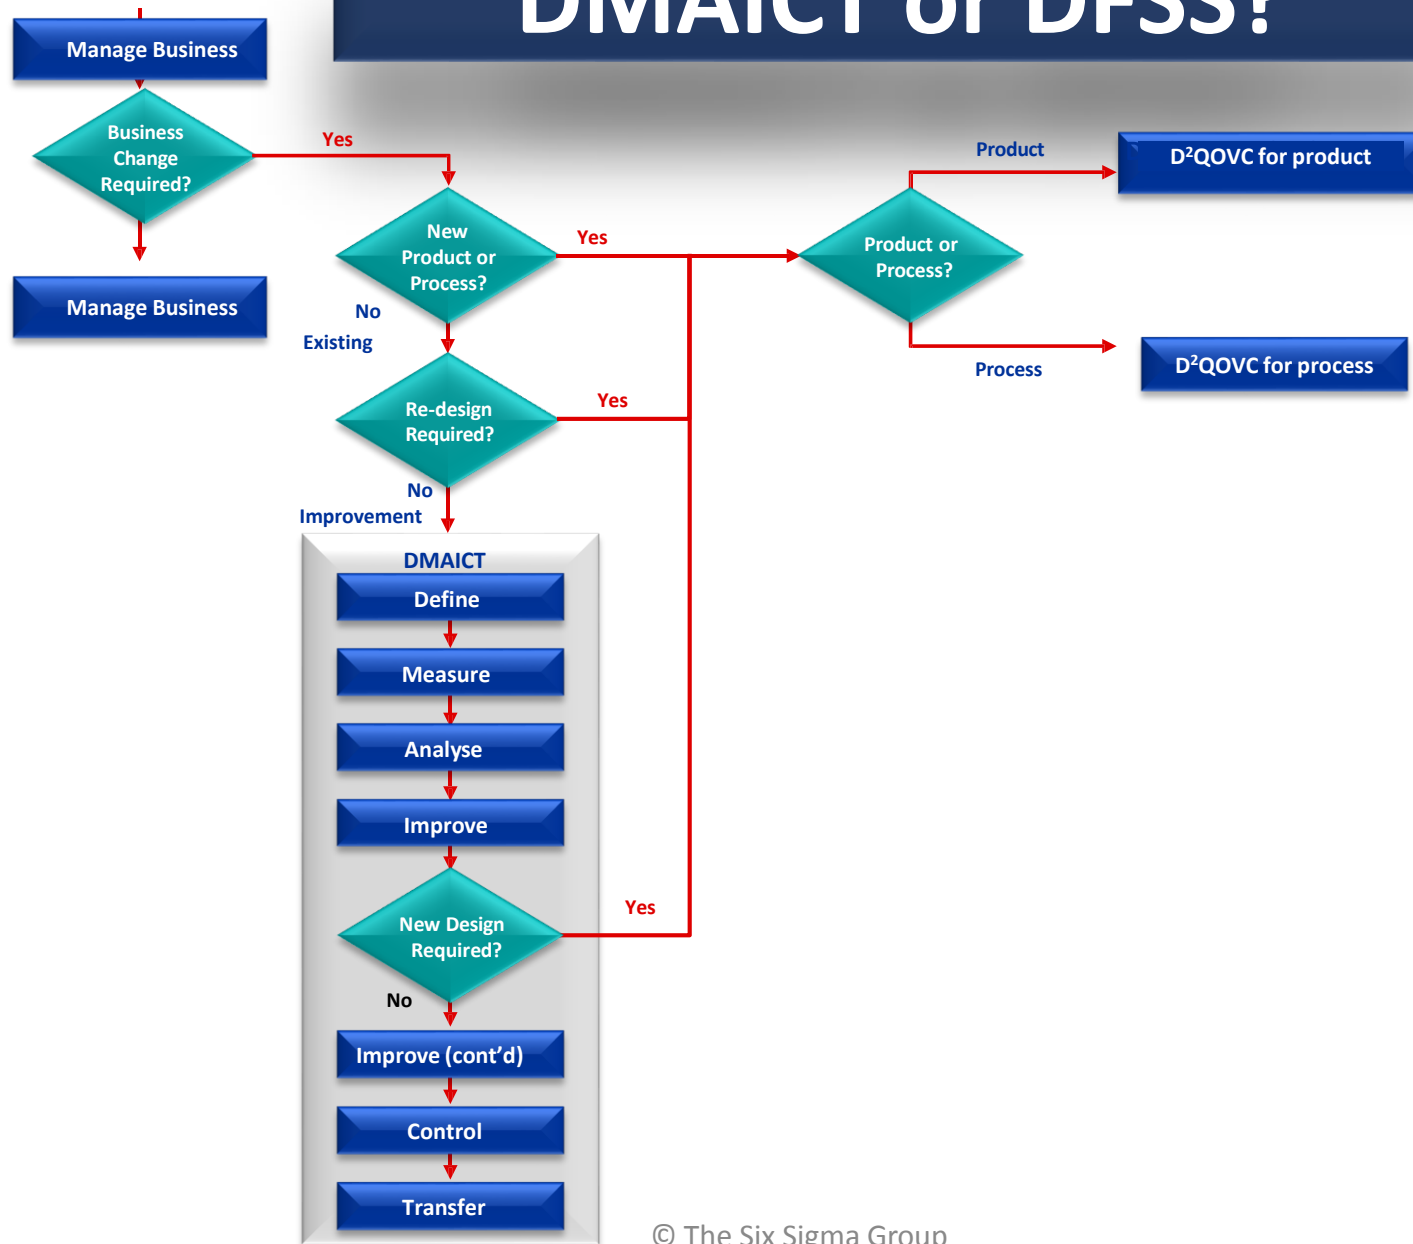 DMAICT or DFSS?
Manage Business
Business
Change
Required?
Yes
Manage Business
New
Product or
Process?
Yes
No
Existing
Product or
Process?
Product
D²QOVC for product
Process
D²QOVC for process
Re-design
Required?
Yes
No
Improvement
DMAICT
Define
Measure
Analyse
Improve
New Design
Required?
Yes
No
Improve (cont’d)
Control
Transfer
© The Six Sigma Group